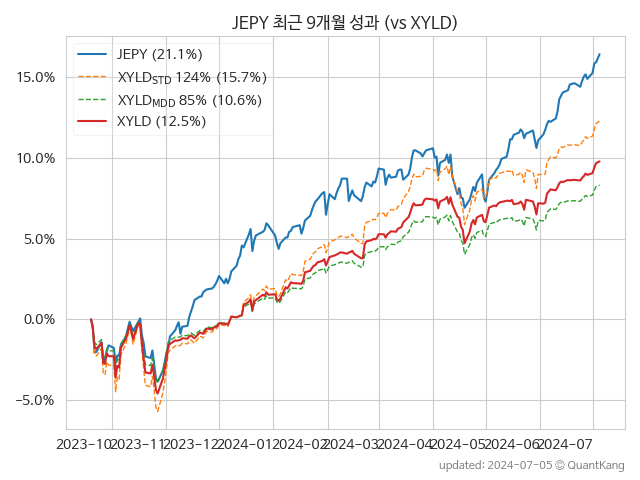 JEPY 최근 9개월 성과 (vs XYLD)
JEPY (21.1%)
XYLD_STD 124% (15.7%)
XYLD_MDD 85% (10.6%)
XYLD (12.5%)
15.0%
10.0%
5.0%
0.0%
−5.0%
2023-10 2023-11 2023-12 2024-01 2024-02 2024-03 2024-04 2024-05 2024-06 2024-07
updated: 2024-07-05 © QuantKang